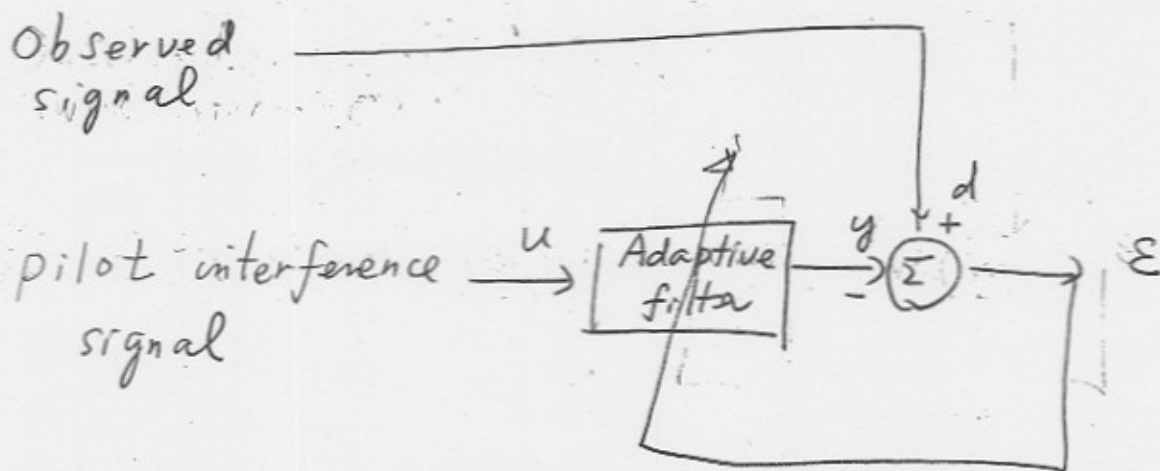 Observed
signal
d
+
pilot interference
signal
u
Adaptive
filter
y
-
Σ
ε